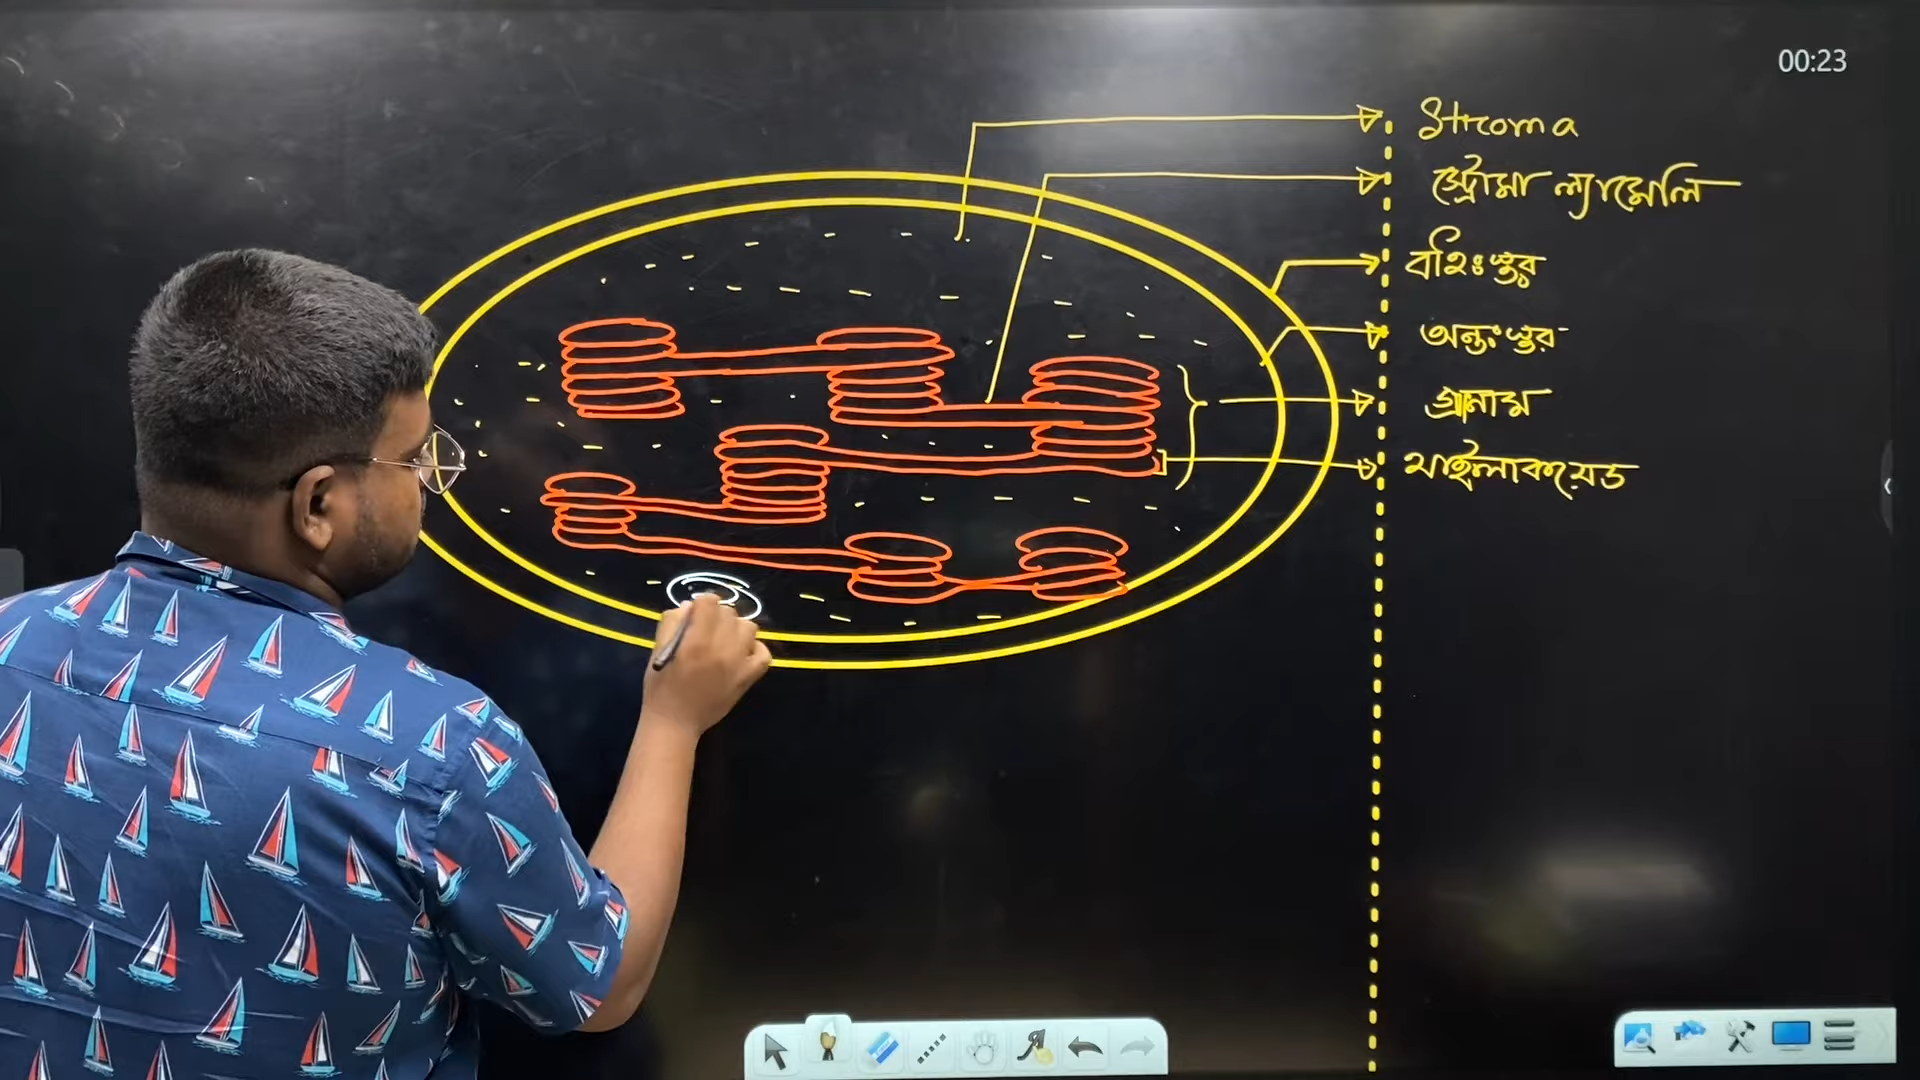 00:23
Stroma
স্ট্রোমা ল্যামেলি
বহিঃস্তর
অন্তঃস্তর
গ্রানাম
থাইলাকয়েড